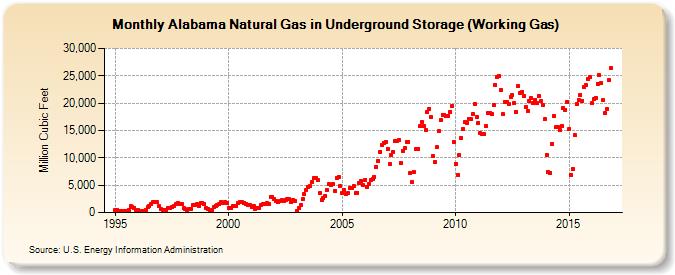 Monthly Alabama Natural Gas in Underground Storage (Working Gas)
Million Cubic Feet
30,000
25,000
20,000
15,000
10,000
5,000
0
1995 2000 2005 2010 2015
Source: U.S. Energy Information Administration